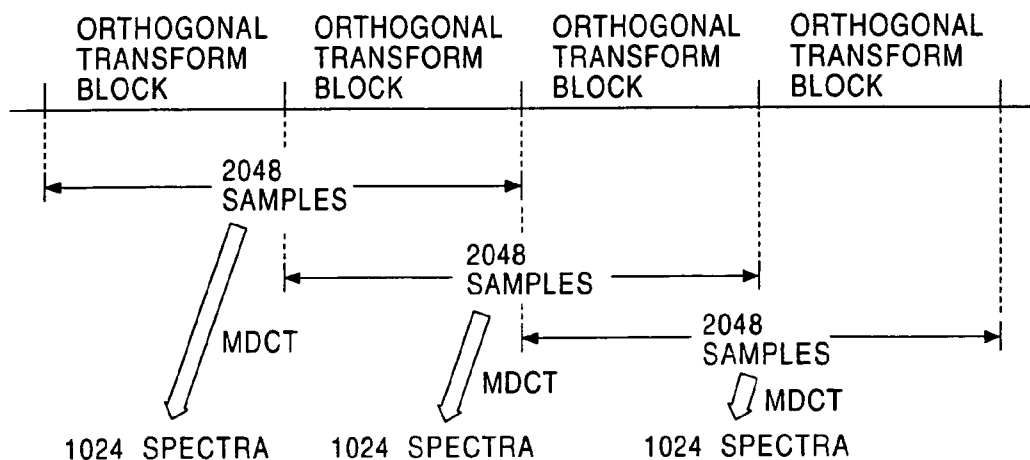 ORTHOGONAL
TRANSFORM
BLOCK
ORTHOGONAL
TRANSFORM
BLOCK
ORTHOGONAL
TRANSFORM
BLOCK
ORTHOGONAL
TRANSFORM
BLOCK
2048
SAMPLES
2048
SAMPLES
2048
SAMPLES
MDCT
MDCT
MDCT
1024 SPECTRA
1024 SPECTRA
1024 SPECTRA